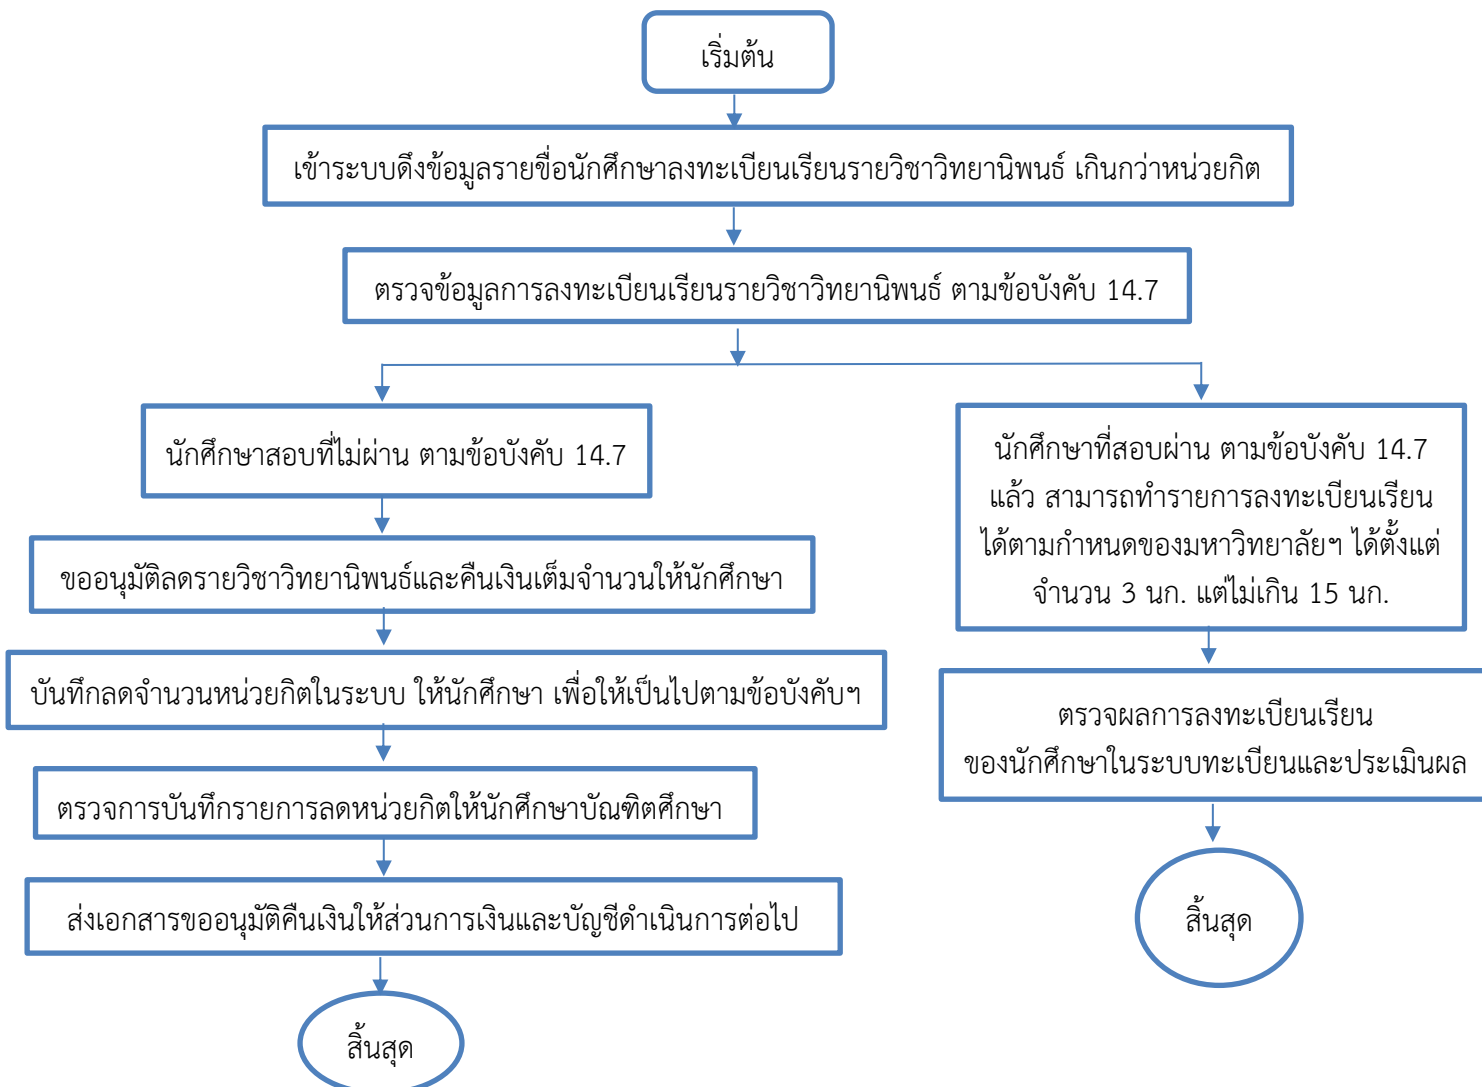 เริ่มต้น
เข้าระบบดึงข้อมูลรายชื่อนักศึกษาลงทะเบียนเรียนรายวิชาวิทยานิพนธ์ เกินกว่าหน่วยกิต
ตรวจข้อมูลการลงทะเบียนเรียนรายวิชาวิทยานิพนธ์ ตามข้อบังคับ 14.7
นักศึกษาสอบที่ไม่ผ่าน ตามข้อบังคับ 14.7
ขออนุมัติลดรายวิชาวิทยานิพนธ์และคืนเงินเต็มจำนวนให้นักศึกษา
บันทึกลดจำนวนหน่วยกิตในระบบ ให้นักศึกษา เพื่อให้เป็นไปตามข้อบังคับฯ
ตรวจการบันทึกรายการลดหน่วยกิตให้นักศึกษาบัณฑิตศึกษา
ส่งเอกสารขออนุมัติคืนเงินให้ส่วนการเงินและบัญชีดำเนินการต่อไป
สิ้นสุด
นักศึกษาที่สอบผ่าน ตามข้อบังคับ 14.7
แล้ว สามารถทำรายการลงทะเบียนเรียน
ได้ตามกำหนดของมหาวิทยาลัยฯ ได้ตั้งแต่
จำนวน 3 นก. แต่ไม่เกิน 15 นก.
ตรวจผลการลงทะเบียนเรียน
ของนักศึกษาในระบบทะเบียนและประเมินผล
สิ้นสุด